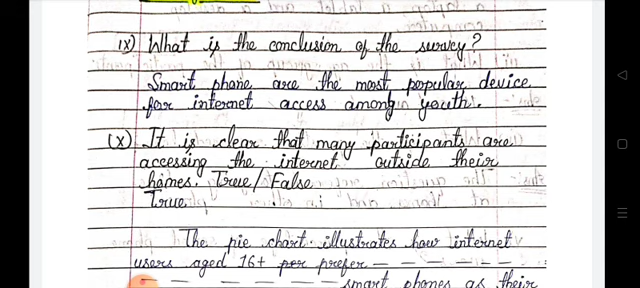 ix) What is the conclusion of the survey?
Smart phone are the most popular device
for internet access among youth.
(x) It is clear that many participants are
accessing the internet outside their
homes. True/False
True
The pie chart illustrates how internet
users aged 16+ prefer — — — — —
— — — — — smart phones as their